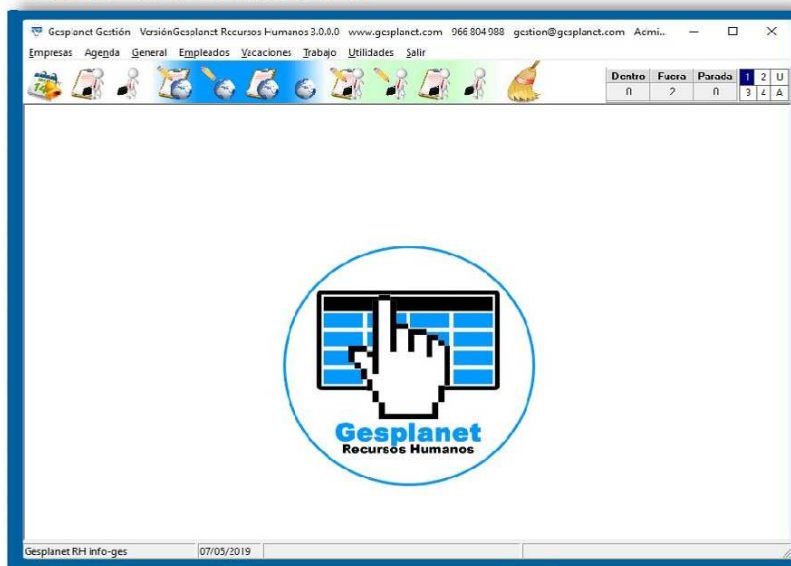 Gesplanet Gestión VersiónGesplanet Recursos Humanos 3.0.0.0 www.gesplanet.com 966 804 988 gestion@gesplanet.com Acmi..
Empresas Agenda General Empleados Vacaciones Trabajo Utilidades Salir
Dentro Fuera Parada 1 2 U
0 2 0 3 4 A
14
Gesplanet
Recursos Humanos
Gesplanet RH info-ges 07/05/2019